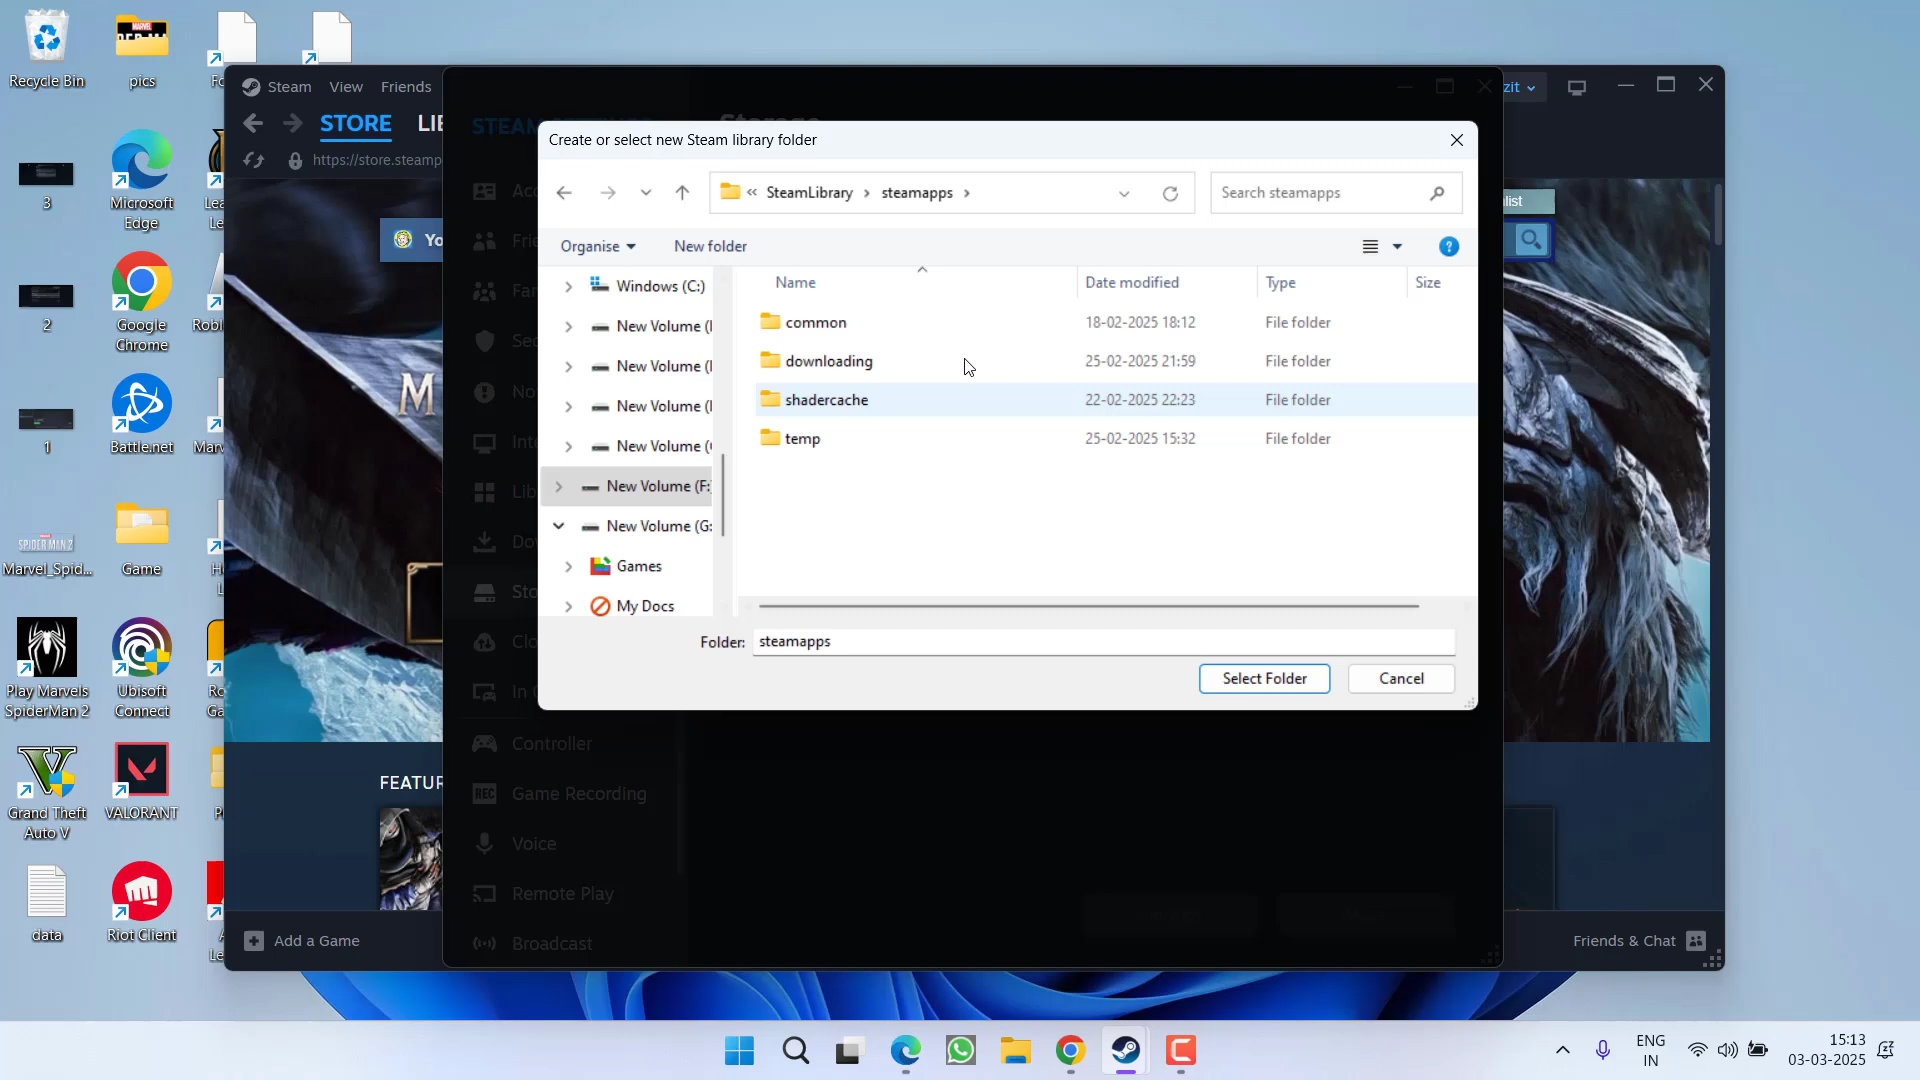 Recycle Bin
pics
3
Microsoft
Edge
2
Google
Chrome
1
Battle.net
Marvel_Spid...
Game
Play Marvels
SpiderMan 2
Ubisoft
Connect
Grand Theft
Auto V
VALORANT
data
Riot Client
Steam View Friends
STORE
https://store.steamp
FEATUR
Add a Game
Friends & Chat
STEAM
Storage
Controller
Game Recording
Voice
Remote Play
Broadcast
Create or select new Steam library folder
« SteamLibrary › steamapps ›
Search steamapps
Organise
New folder
Windows (C:)
New Volume (
New Volume (
New Volume (
New Volume (
New Volume (F:
New Volume (G:
Games
My Docs
Name Date modified Type Size
common 18-02-2025 18:12 File folder
downloading 25-02-2025 21:59 File folder
shadercache 22-02-2025 22:23 File folder
temp 25-02-2025 15:32 File folder
Folder: steamapps
Select Folder
Cancel
ENG
IN
15:13
03-03-2025